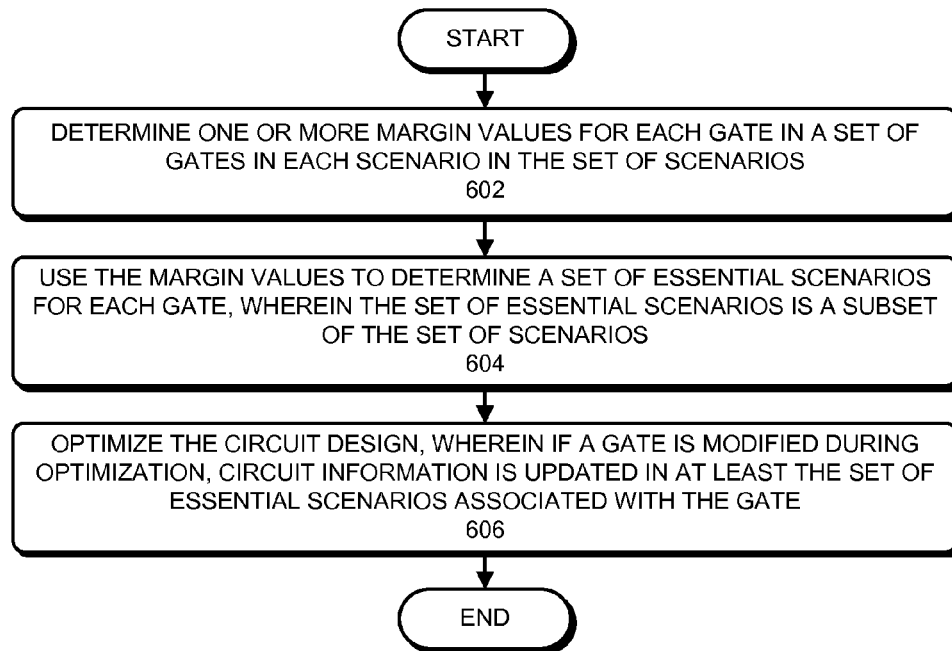 START
DETERMINE ONE OR MORE MARGIN VALUES FOR EACH GATE IN A SET OF
GATES IN EACH SCENARIO IN THE SET OF SCENARIOS
602
USE THE MARGIN VALUES TO DETERMINE A SET OF ESSENTIAL SCENARIOS
FOR EACH GATE, WHEREIN THE SET OF ESSENTIAL SCENARIOS IS A SUBSET
OF THE SET OF SCENARIOS
604
OPTIMIZE THE CIRCUIT DESIGN, WHEREIN IF A GATE IS MODIFIED DURING
OPTIMIZATION, CIRCUIT INFORMATION IS UPDATED IN AT LEAST THE SET OF
ESSENTIAL SCENARIOS ASSOCIATED WITH THE GATE
606
END